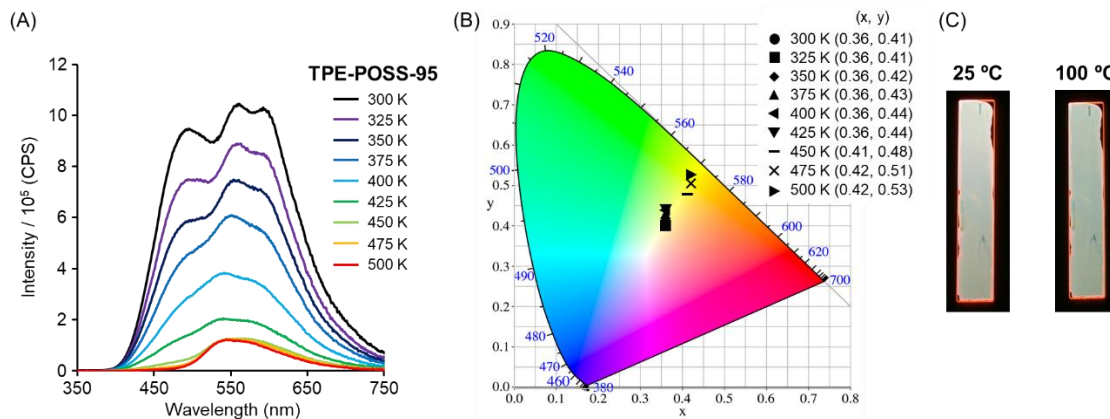 (A)
TPE-POSS-95
300 K
325 K
350 K
375 K
400 K
425 K
450 K
475 K
500 K
12
10
8
6
4
2
0
Intensity / 10⁵ (CPS)
350 450 550 650 750
Wavelength (nm)
(B)
(x, y)
300 K (0.36, 0.41)
325 K (0.36, 0.41)
350 K (0.36, 0.42)
375 K (0.36, 0.43)
400 K (0.36, 0.44)
425 K (0.36, 0.44)
450 K (0.41, 0.48)
475 K (0.42, 0.51)
500 K (0.42, 0.53)
0.9
0.8
0.7
0.6
0.5
y
0.4
0.3
0.2
0.1
0.0
520
540
560
500
580
600
620
700
490
480
470
460
380
0.0 0.1 0.2 0.3 0.4 0.5 0.6 0.7 0.8
x
(C)
25 ºC 100 ºC